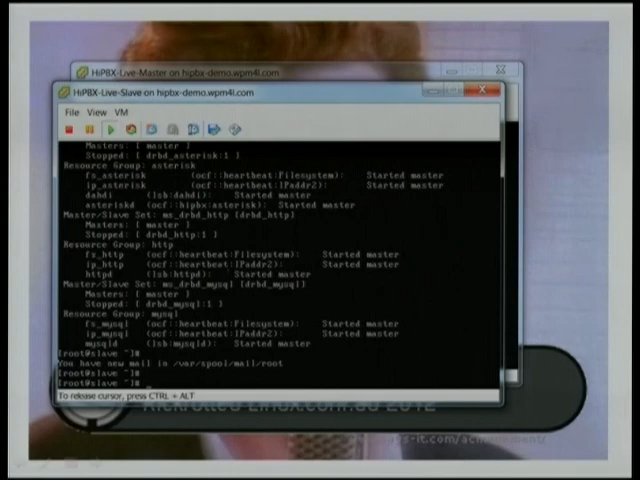 HiPBX-Live-Master on hipbx-demo.wpm4l.com
HiPBX-Live-Slave on hipbx-demo.wpm4l.com
File View VM
Masters: [ master ]
Stopped: [ drbd_asterisk:1 ]
Resource Group: asterisk
fs_asterisk (ocf::heartbeat:Filesystem): Started master
ip_asterisk (ocf::heartbeat:IPaddr2): Started master
dahdi (lsb:dahdi): Started master
asteriskd (ocf::hipbx:asterisk): Started master
Master/Slave Set: ms_drbd_http [drbd_http]
Masters: [ master ]
Stopped: [ drbd_http:1 ]
Resource Group: http
fs_http (ocf::heartbeat:Filesystem): Started master
ip_http (ocf::heartbeat:IPaddr2): Started master
httpd (lsb:httpd): Started master
Master/Slave Set: ms_drbd_mysql [drbd_mysql]
Masters: [ master ]
Stopped: [ drbd_mysql:1 ]
Resource Group: mysql
fs_mysql (ocf::heartbeat:Filesystem): Started master
ip_mysql (ocf::heartbeat:IPaddr2): Started master
mysqld (lsb:mysqld): Started master
[root@slave ~]#
You have new mail in /var/spool/mail/root
[root@slave ~]#
[root@slave ~]# _
To release cursor, press CTRL + ALT
Rickrolled Linux.conf.au 2012